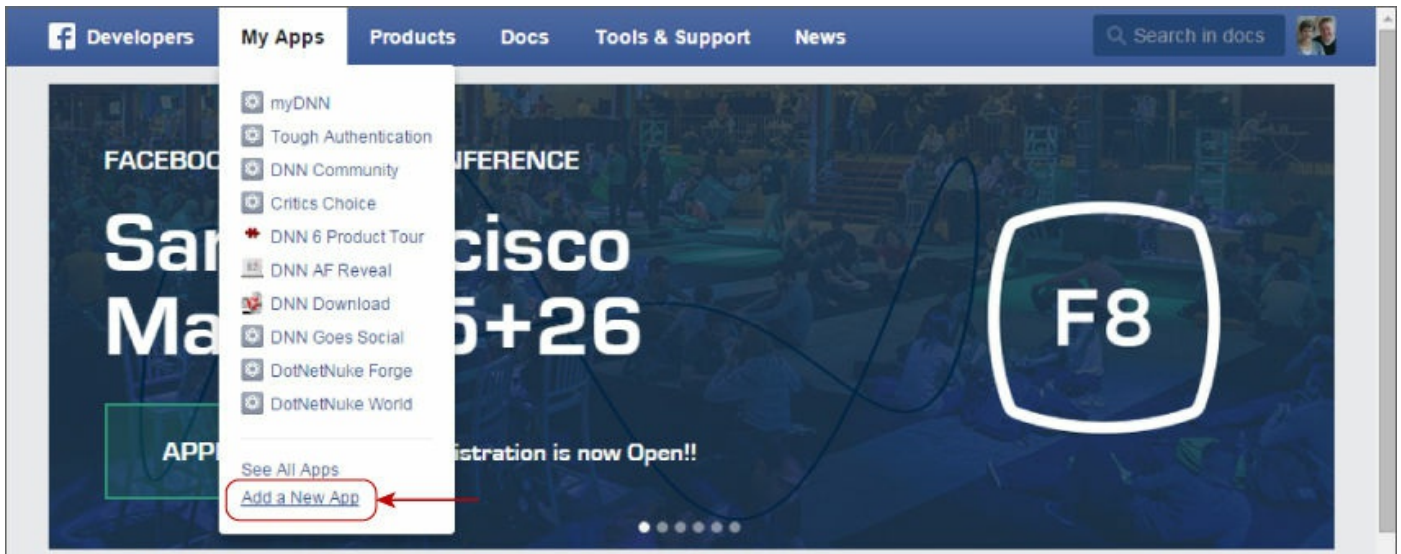 Developers My Apps Products Docs Tools & Support News Search in docs
myDNN
Tough Authentication
DNN Community
Critics Choice
DNN 6 Product Tour
DNN AF Reveal
DNN Download
DNN Goes Social
DotNetNuke Forge
DotNetNuke World
See All Apps
Add a New App
FACEBOO NFERENCE
San cisco
Ma 5+26
APP istration is now Open!!
F8